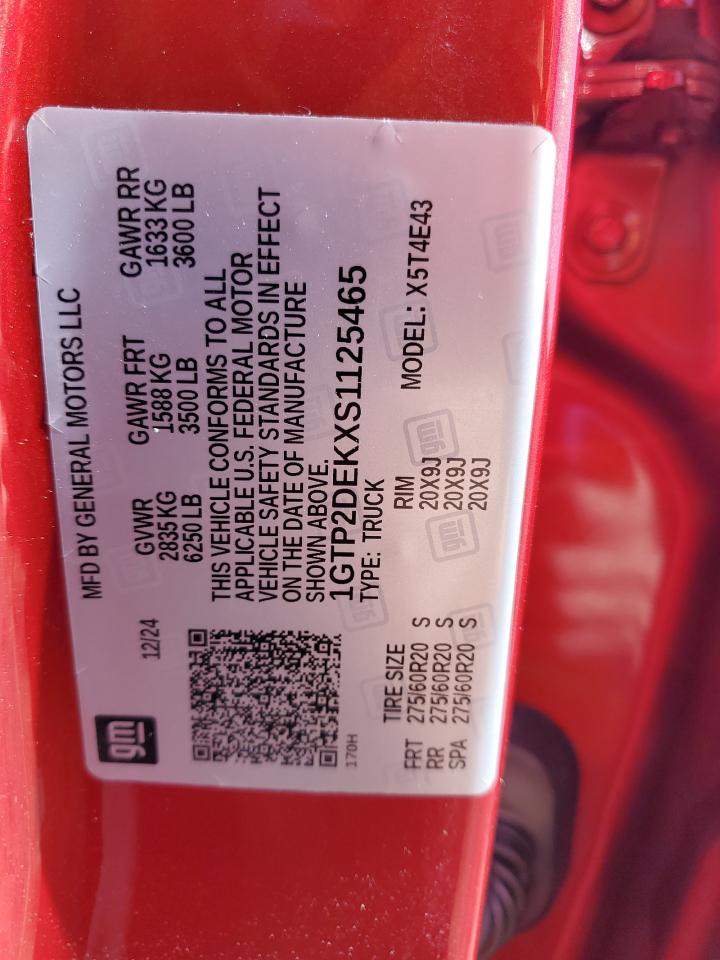 gm
MFD BY GENERAL MOTORS LLC
12/24
GVWR GAWR FRT GAWR RR
2835 KG 1588 KG 1633 KG
6250 LB 3500 LB 3600 LB
THIS VEHICLE CONFORMS TO ALL
APPLICABLE U.S. FEDERAL MOTOR
VEHICLE SAFETY STANDARDS IN EFFECT
ON THE DATE OF MANUFACTURE
SHOWN ABOVE.
1GTP2DEKXS1125465
TYPE: TRUCK
MODEL: X5T4E43
170H
TIRE SIZE RIM
FRT 275/60R20 S 20X9J
RR 275/60R20 S 20X9J
SPA 275/60R20 S 20X9J